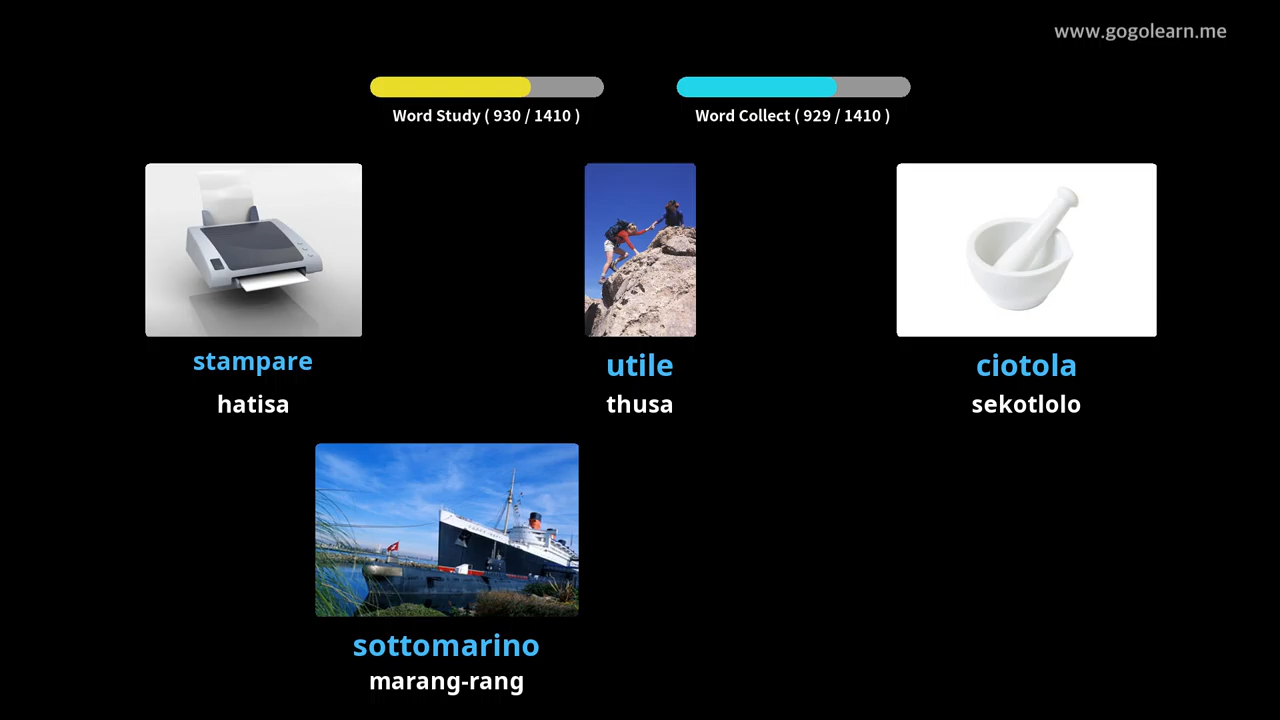 www.gogolearn.me
Word Study ( 930 / 1410 )
Word Collect ( 929 / 1410 )
stampare
hatisa
utile
thusa
ciotola
sekotlolo
sottomarino
marang-rang